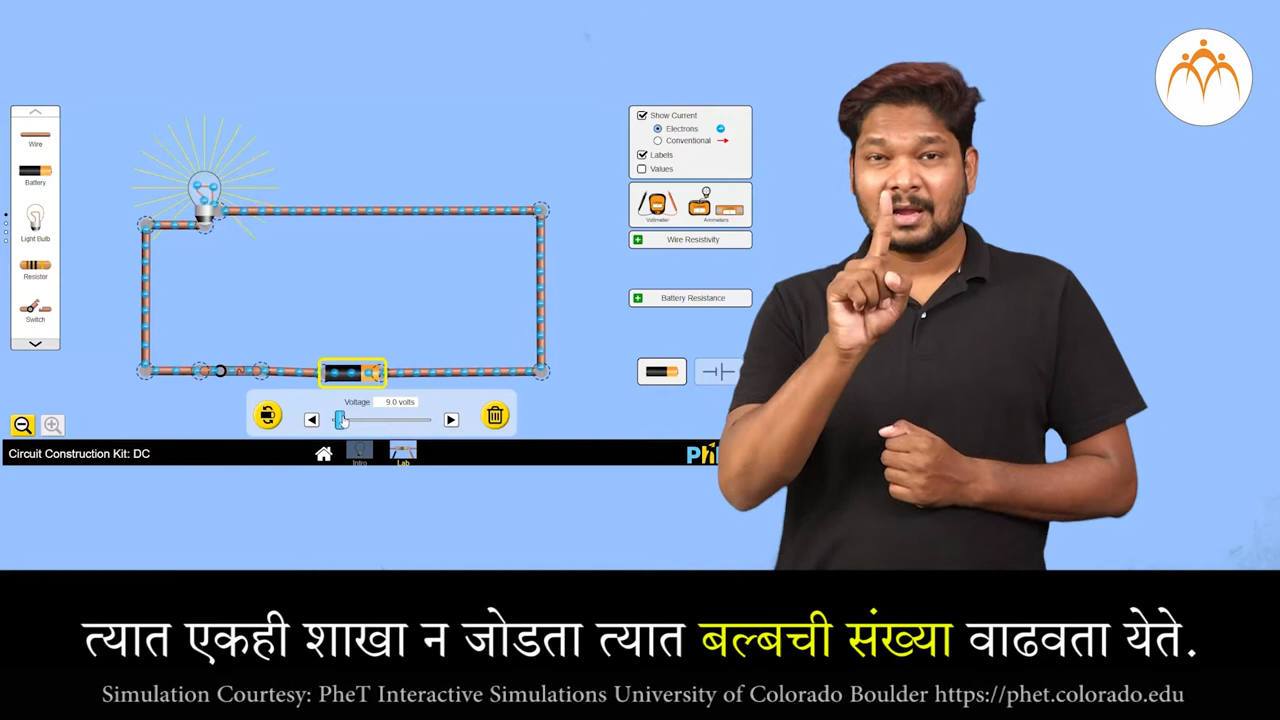 Wire
Battery
Light Bulb
Resistor
Switch
Show Current
Electrons
Conventional
Labels
Values
Voltmeter
Ammeters
Wire Resistivity
Battery Resistance
Voltage 9.0 volts
Circuit Construction Kit: DC
Intro
Lab
PhET
त्यात एकही शाखा न जोडता त्यात बल्बची संख्या वाढवता येते.
Simulation Courtesy: PheT Interactive Simulations University of Colorado Boulder https://phet.colorado.edu